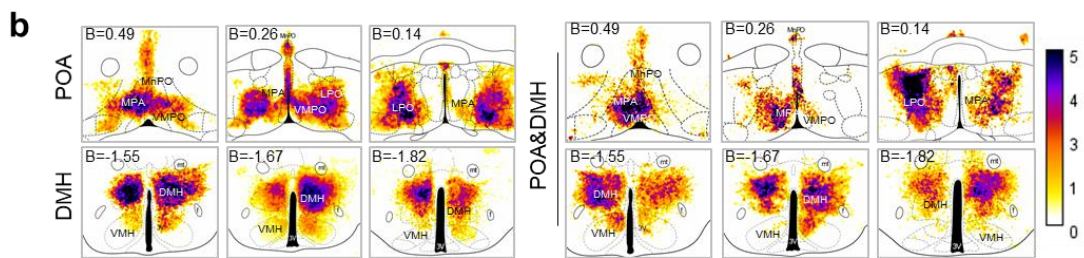 b
POA
B=0.49
MnPO
MPA
VMPO
B=0.26
MnPO
MPA
LPO
VMPO
B=0.14
LPO
MPA
DMH
B=-1.55
mt
DMH
f
VMH
3V
B=-1.67
DMH
VMH
3V
B=-1.82
mt
DMH
f
VMH
3V
POA&DMH
B=0.49
MnPO
MPA
VMPO
B=0.26
MnPO
MPA
VMPO
B=0.14
LPO
MPA
B=-1.55
mt
DMH
f
VMH
3V
B=-1.67
DMH
VMH
3V
B=-1.82
mt
DMH
f
VMH
3V
5
4
3
1
0